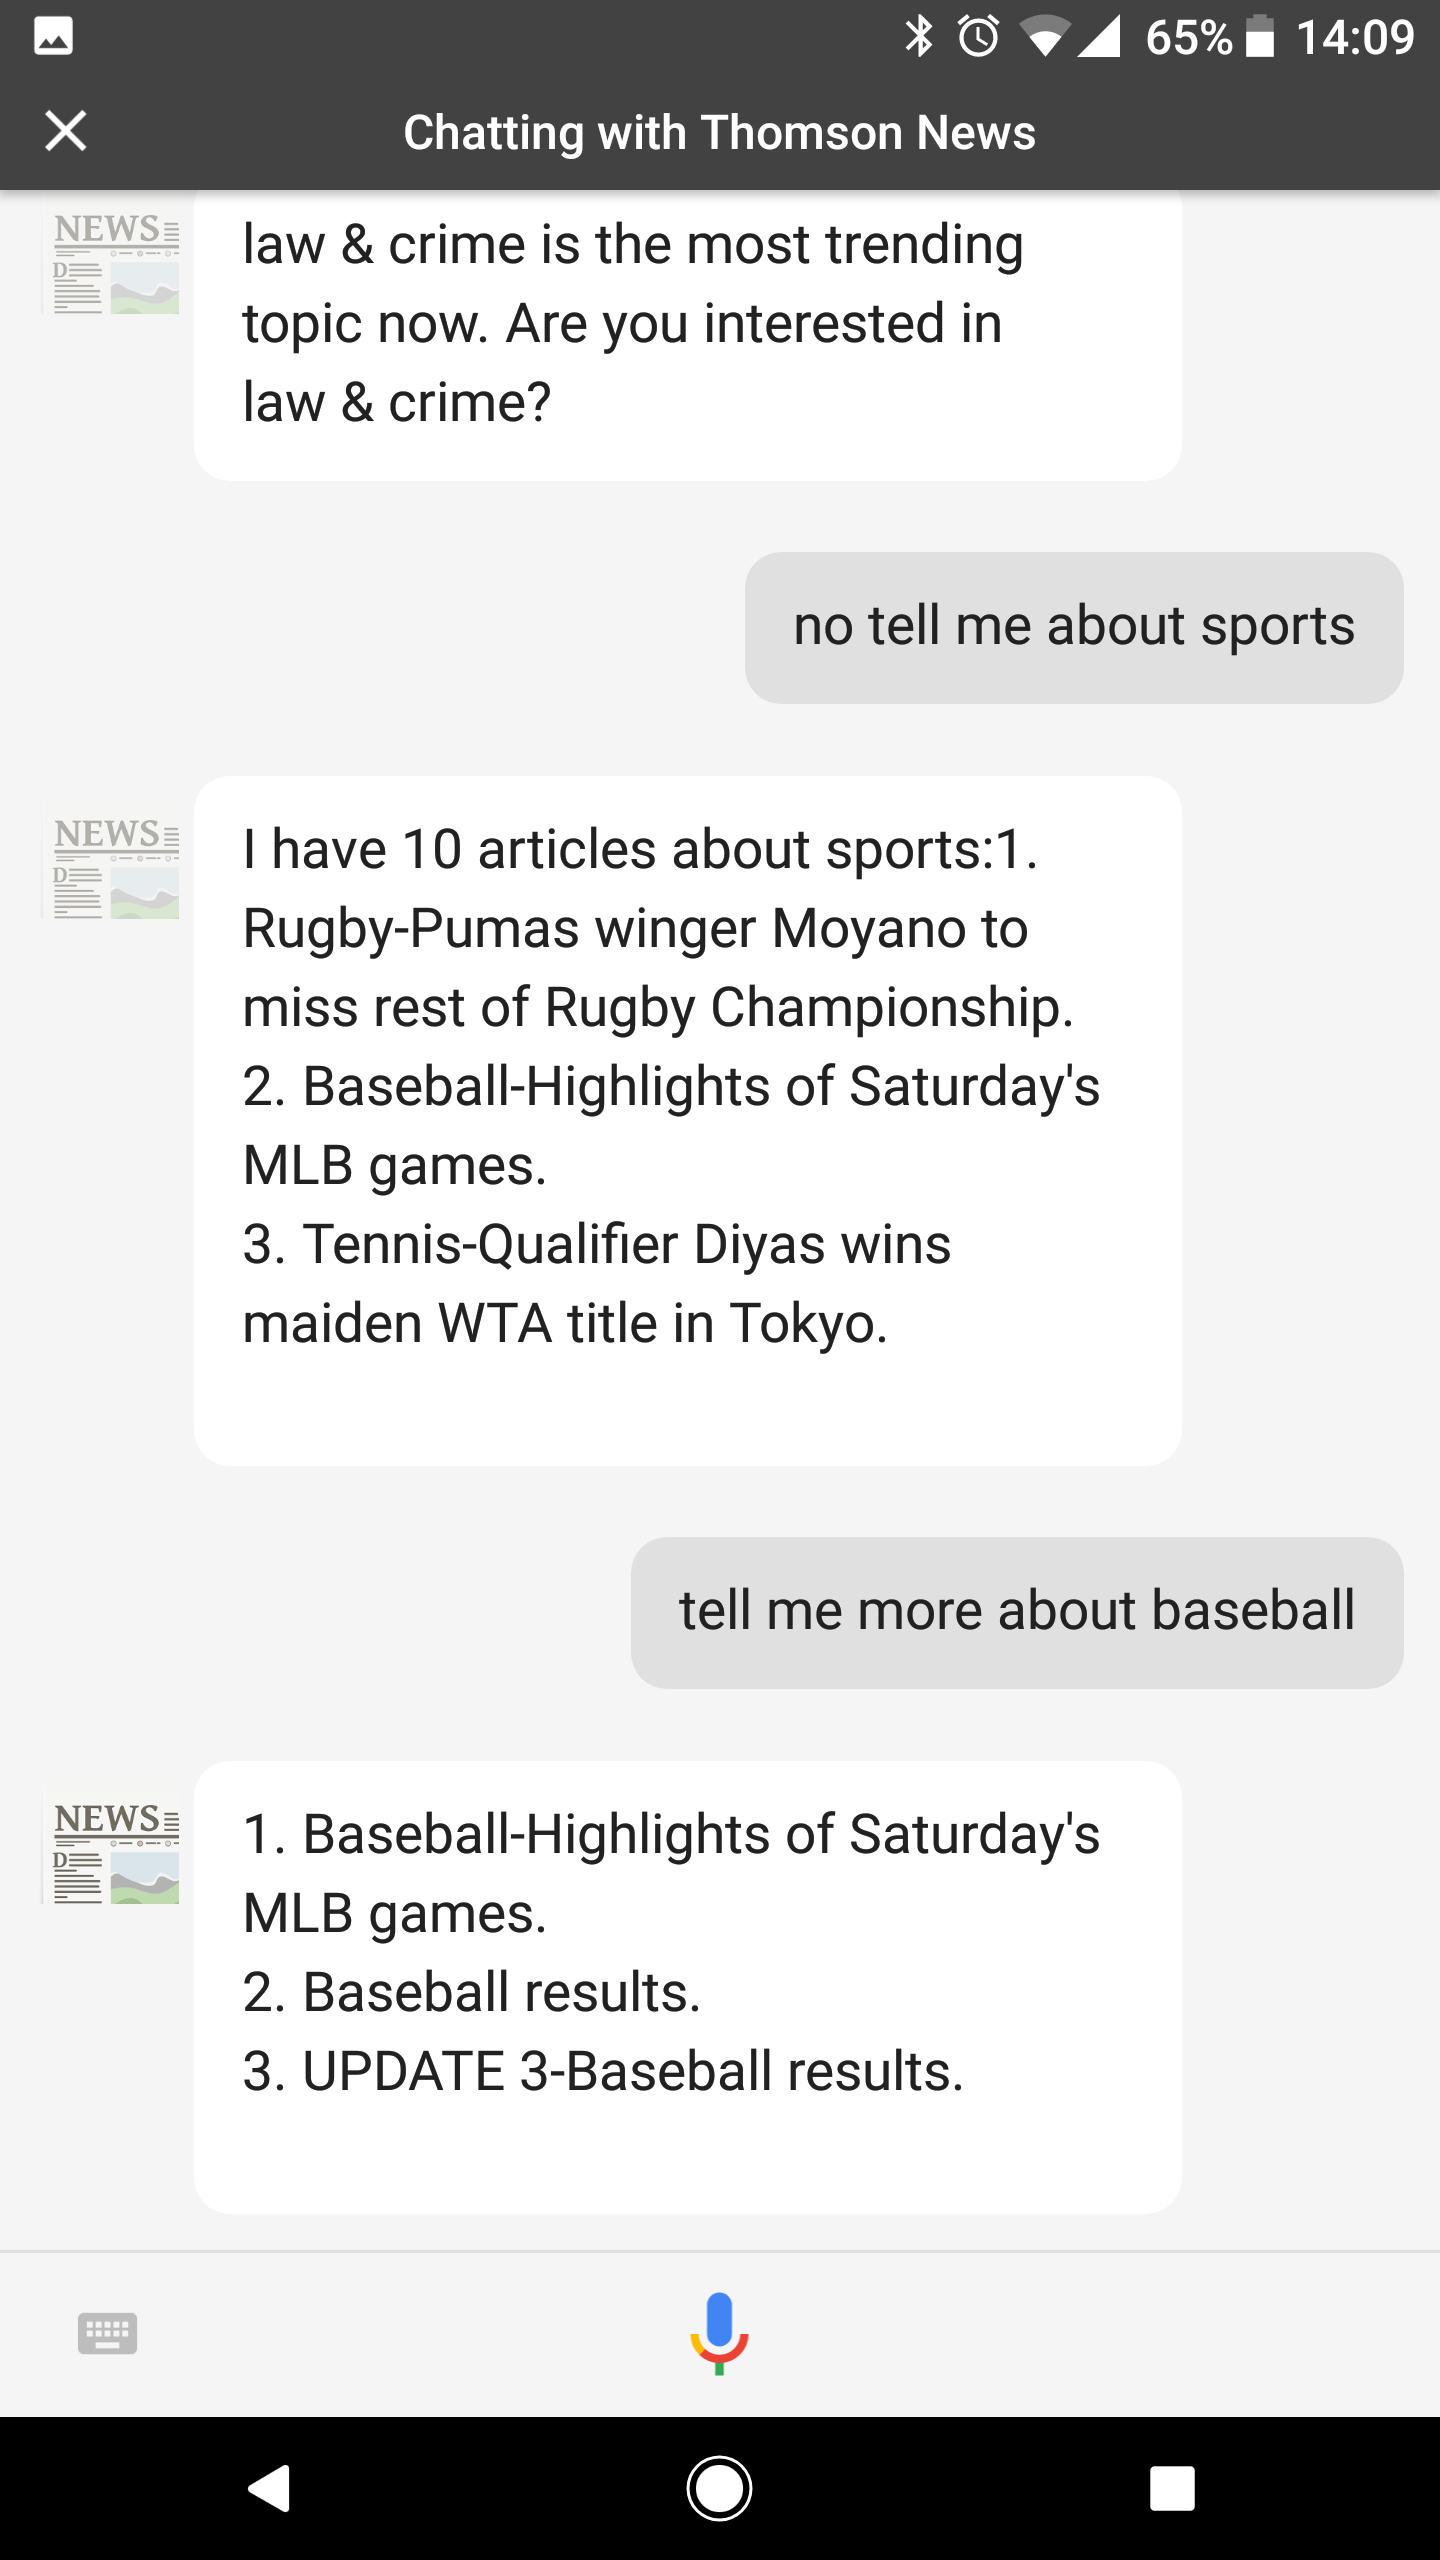 65% 14:09
Chatting with Thomson News
NEWS
law & crime is the most trending
topic now. Are you interested in
law & crime?
no tell me about sports
NEWS
D
I have 10 articles about sports:1.
Rugby-Pumas winger Moyano to
miss rest of Rugby Championship.
2. Baseball-Highlights of Saturday's
MLB games.
3. Tennis-Qualifier Diyas wins
maiden WTA title in Tokyo.
tell me more about baseball
NEWS
D
1. Baseball-Highlights of Saturday's
MLB games.
2. Baseball results.
3. UPDATE 3-Baseball results.